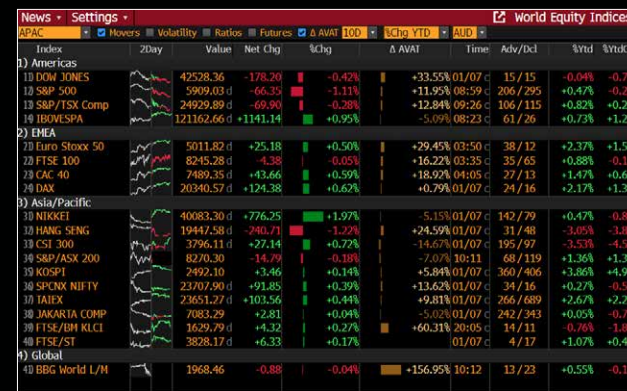 News ▾ Settings ▾ World Equity Indices
APAC Movers Volatility Ratios Futures Δ AVAT 10D %Chg YTD AUD
Index 2Day Value Net Chg %Chg Δ AVAT Time Adv/Dcl %Ytd %YtdC
1) Americas
11) DOW JONES 42528.36 -178.20 -0.42% +33.55% 01/07 c 15 / 15 -0.04% -0.7
12) S&P 500 5909.03 d -66.35 -1.11% +11.95% 08:59 c 206 / 295 +0.47% -0.2
13) S&P/TSX Comp 24929.89 d -69.90 -0.28% +12.84% 09:26 c 106 / 115 +0.82% +0.2
14) IBOVESPA 121162.66 d +1141.14 +0.95% -5.09% 08:23 c 61 / 26 +0.73% +1.2
2) EMEA
21) Euro Stoxx 50 5011.82 d +25.18 +0.50% +29.45% 03:50 c 38 / 12 +2.37% +1.5
22) FTSE 100 8245.28 d -4.38 -0.05% +16.22% 03:35 c 35 / 65 +0.88% -0.1
23) CAC 40 7489.35 d +43.66 +0.59% +18.92% 04:05 c 27 / 13 +1.47% +0.6
24) DAX 20340.57 d +124.38 +0.62% +0.79% 01/07 c 24 / 16 +2.17% +1.3
3) Asia/Pacific
31) NIKKEI 40083.30 d +776.25 +1.97% -5.15% 01/07 c 142 / 79 +0.47% -0.8
32) HANG SENG 19447.58 d -240.71 -1.22% +24.59% 01/07 c 31 / 48 -3.05% -3.8
33) CSI 300 3796.11 d +27.14 +0.72% -14.67% 01/07 c 195 / 97 -3.53% -4.5
34) S&P/ASX 200 8270.30 -14.79 -0.18% -7.07% 10:11 68 / 119 +1.36% +1.3
35) KOSPI 2492.10 +3.46 +0.14% +5.84% 01/07 c 360 / 406 +3.86% +4.9
36) SPCNX NIFTY 23707.90 d +91.85 +0.39% +13.62% 01/07 c 34 / 16 +0.27% -0.5
37) TAIEX 23651.27 d +103.56 +0.44% +9.81% 01/07 c 266 / 689 +2.67% +2.2
38) JAKARTA COMP 7083.29 +2.81 +0.04% -5.02% 01/07 c 242 / 343 +0.05% -0.7
39) FTSE/BM KLCI 1629.79 d +4.32 +0.27% +60.31% 20:05 c 14 / 11 -0.76% -1.8
40) FTSE/ST 3828.17 d +6.33 +0.17% 01/07 c 4 / 17 +1.07% +0.4
4) Global
41) BBG World L/M 1968.46 -0.88 -0.04% +156.95% 10:12 13 / 23 +0.55% -0.1